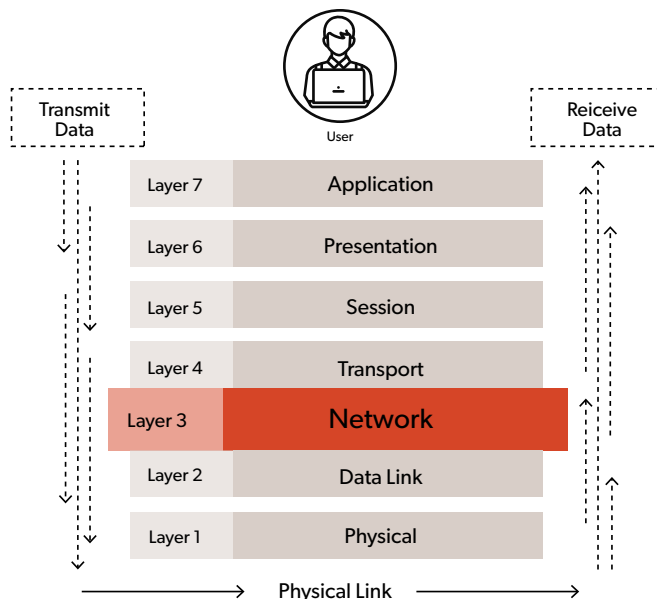 Transmit
Data
User
Reiceive
Data
Layer 7 Application
Layer 6 Presentation
Layer 5 Session
Layer 4 Transport
Layer 3 Network
Layer 2 Data Link
Layer 1 Physical
Physical Link